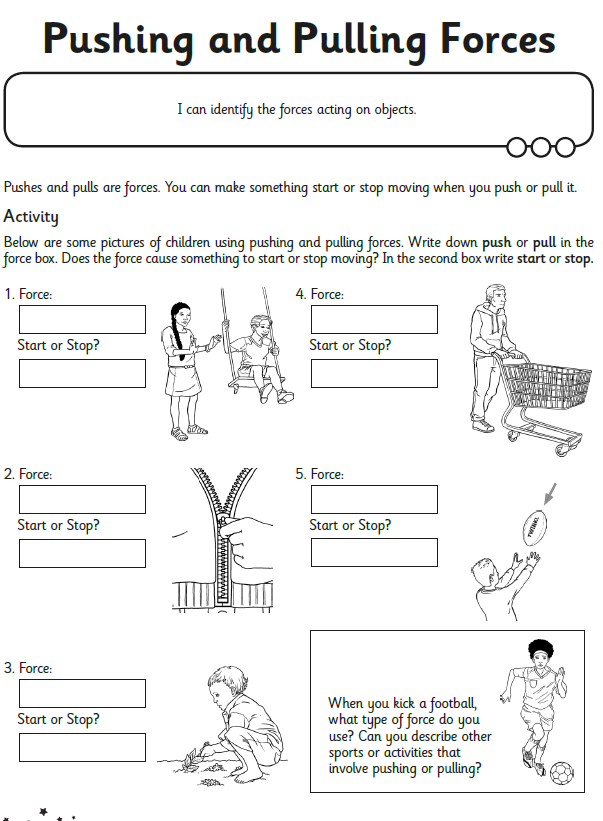 Pushing and Pulling Forces
I can identify the forces acting on objects.
Pushes and pulls are forces. You can make something start or stop moving when you push or pull it.
Activity
Below are some pictures of children using pushing and pulling forces. Write down push or pull in the
force box. Does the force cause something to start or stop moving? In the second box write start or stop.
1. Force:
Start or Stop?
2. Force:
Start or Stop?
3. Force:
Start or Stop?
4. Force:
Start or Stop?
5. Force:
Start or Stop?
FOOTBALL
When you kick a football,
what type of force do you
use? Can you describe other
sports or activities that
involve pushing or pulling?